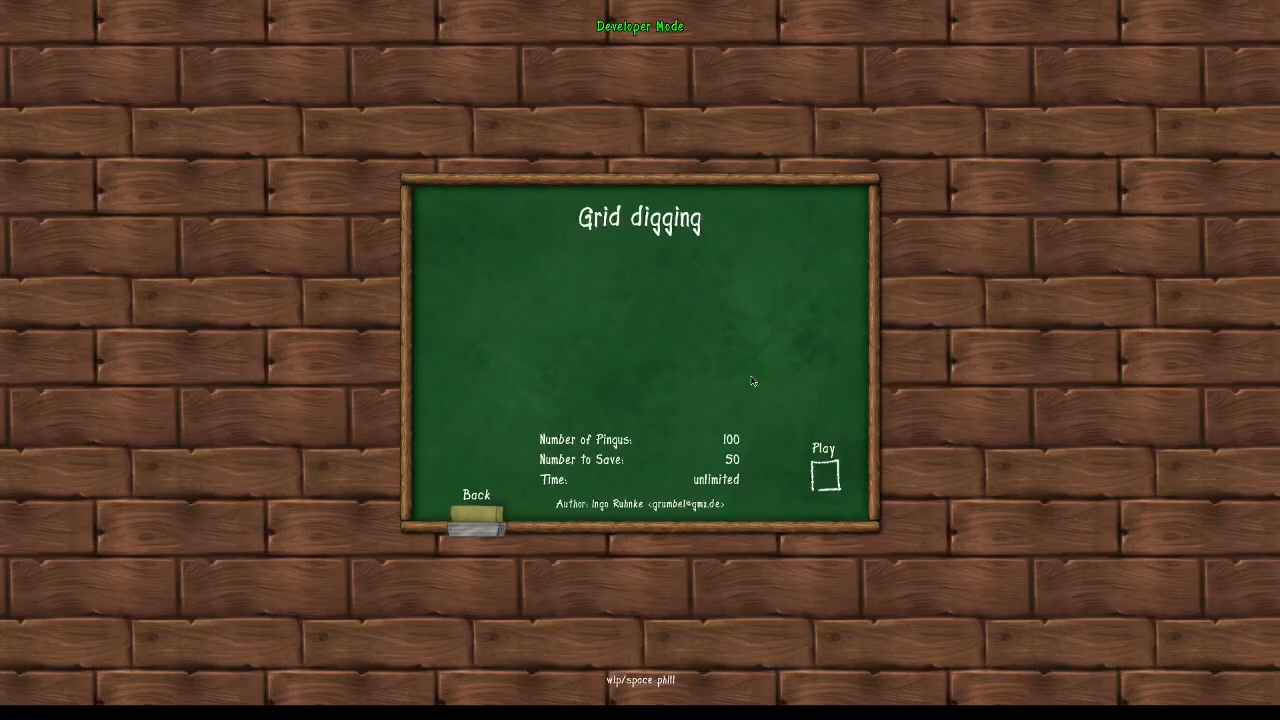 Developer Mode
Grid digging
Number of Pingus: 100
Number to Save: 50
Time: unlimited
Play
Back
Author: Ingo Ruhnke <grumbel@gmx.de>
wip/space phill